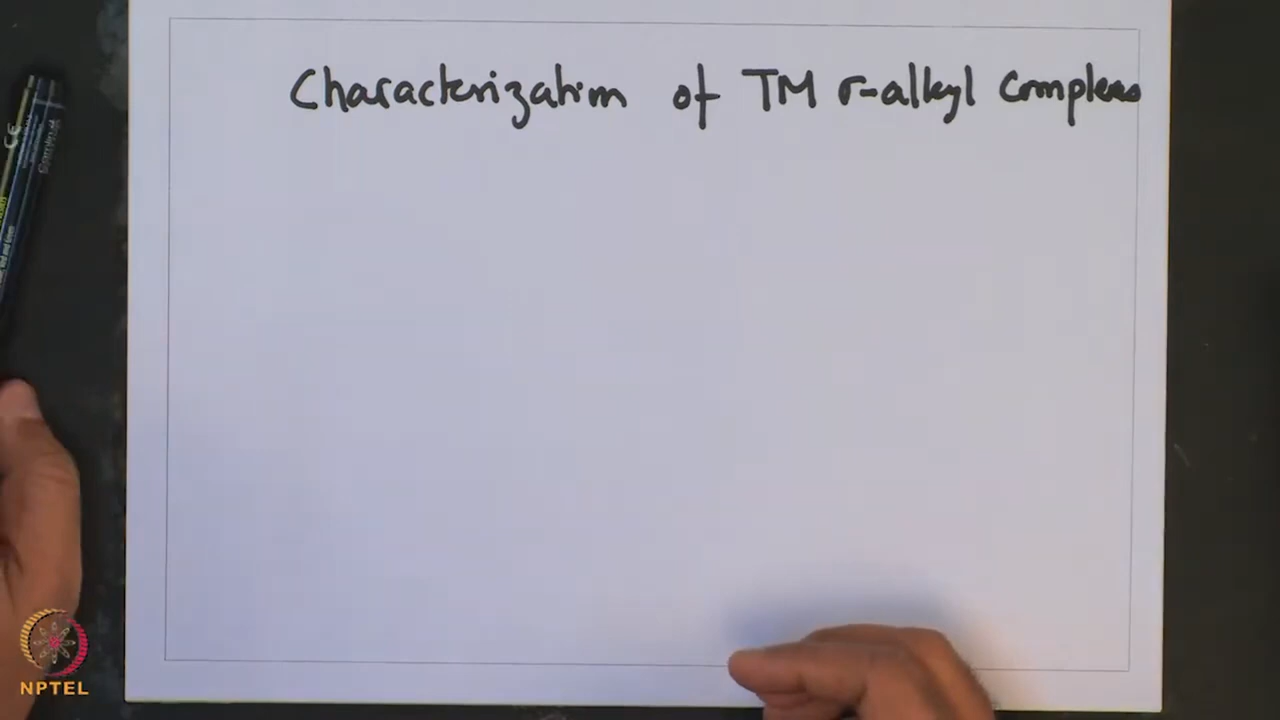 Characterization of TM σ-alkyl Complexes
NPTEL